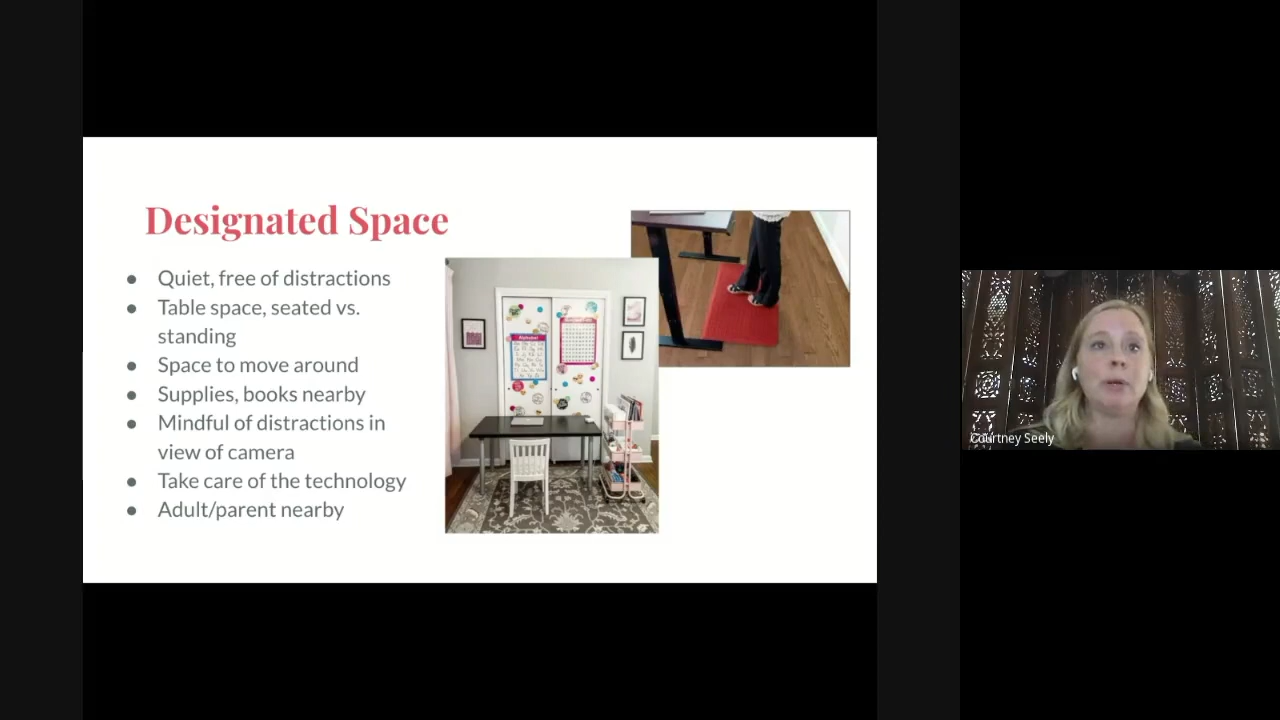 Designated Space
● Quiet, free of distractions
● Table space, seated vs.
standing
● Space to move around
● Supplies, books nearby
● Mindful of distractions in
view of camera
● Take care of the technology
● Adult/parent nearby
Courtney Seely